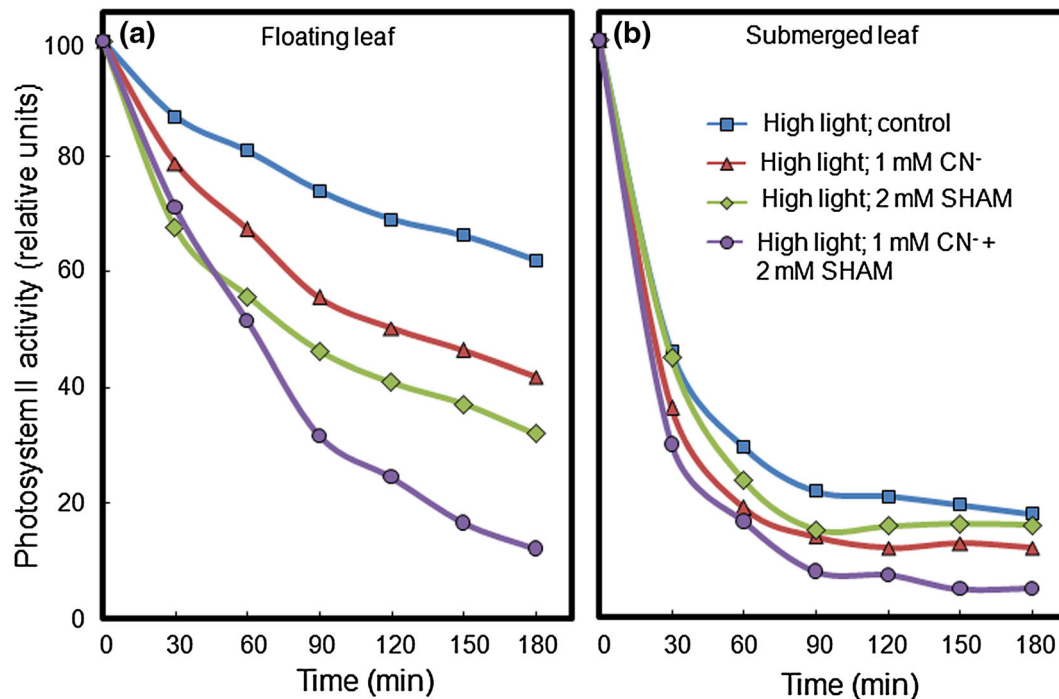 (a) Floating leaf
(b) Submerged leaf
Photosystem II activity (relative units)
100
80
60
40
20
0
High light; control
High light; 1 mM CN-
High light; 2 mM SHAM
High light; 1 mM CN- +
2 mM SHAM
0 30 60 90 120 150 180
0 30 60 90 120 150 180
Time (min)
Time (min)